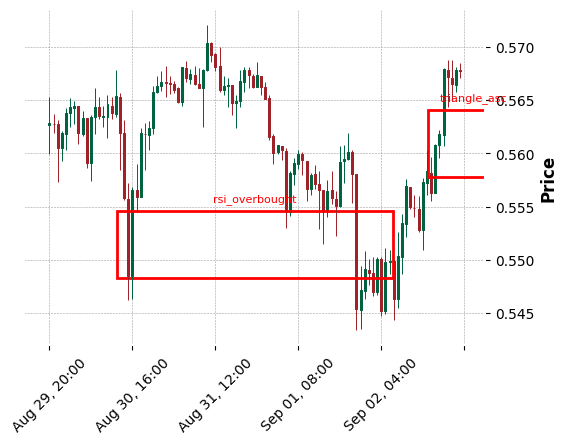 0.570
triangle_asc
0.565
0.560
Price
rsi_overbought
0.555
0.550
0.545
Aug 29, 20:00
Aug 30, 16:00
Aug 31, 12:00
Sep 01, 08:00
Sep 02, 04:00